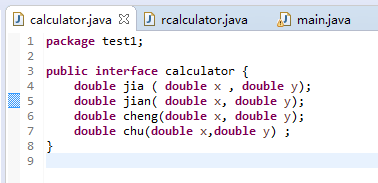 calculator.java rcalculator.java main.java
1 package test1;
2
3 public interface calculator {
4 double jia ( double x , double y);
5 double jian( double x, double y);
6 double cheng(double x, double y);
7 double chu(double x,double y) ;
8 }
9